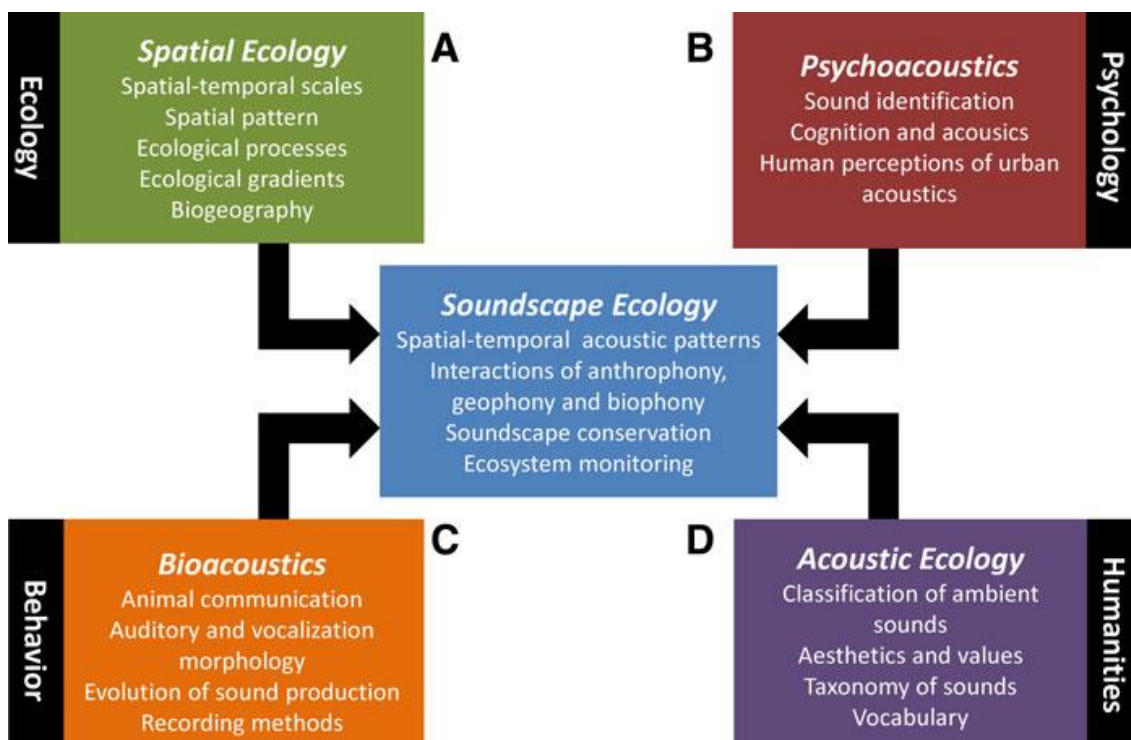 Ecology
Spatial Ecology
Spatial-temporal scales
Spatial pattern
Ecological processes
Ecological gradients
Biogeography
A
B
Psychoacoustics
Sound identification
Cognition and acousics
Human perceptions of urban
acoustics
Psychology
Soundscape Ecology
Spatial-temporal acoustic patterns
Interactions of anthrophony,
geophony and biophony
Soundscape conservation
Ecosystem monitoring
Behavior
Bioacoustics
Animal communication
Auditory and vocalization
morphology
Evolution of sound production
Recording methods
C
D
Acoustic Ecology
Classification of ambient
sounds
Aesthetics and values
Taxonomy of sounds
Vocabulary
Humanities